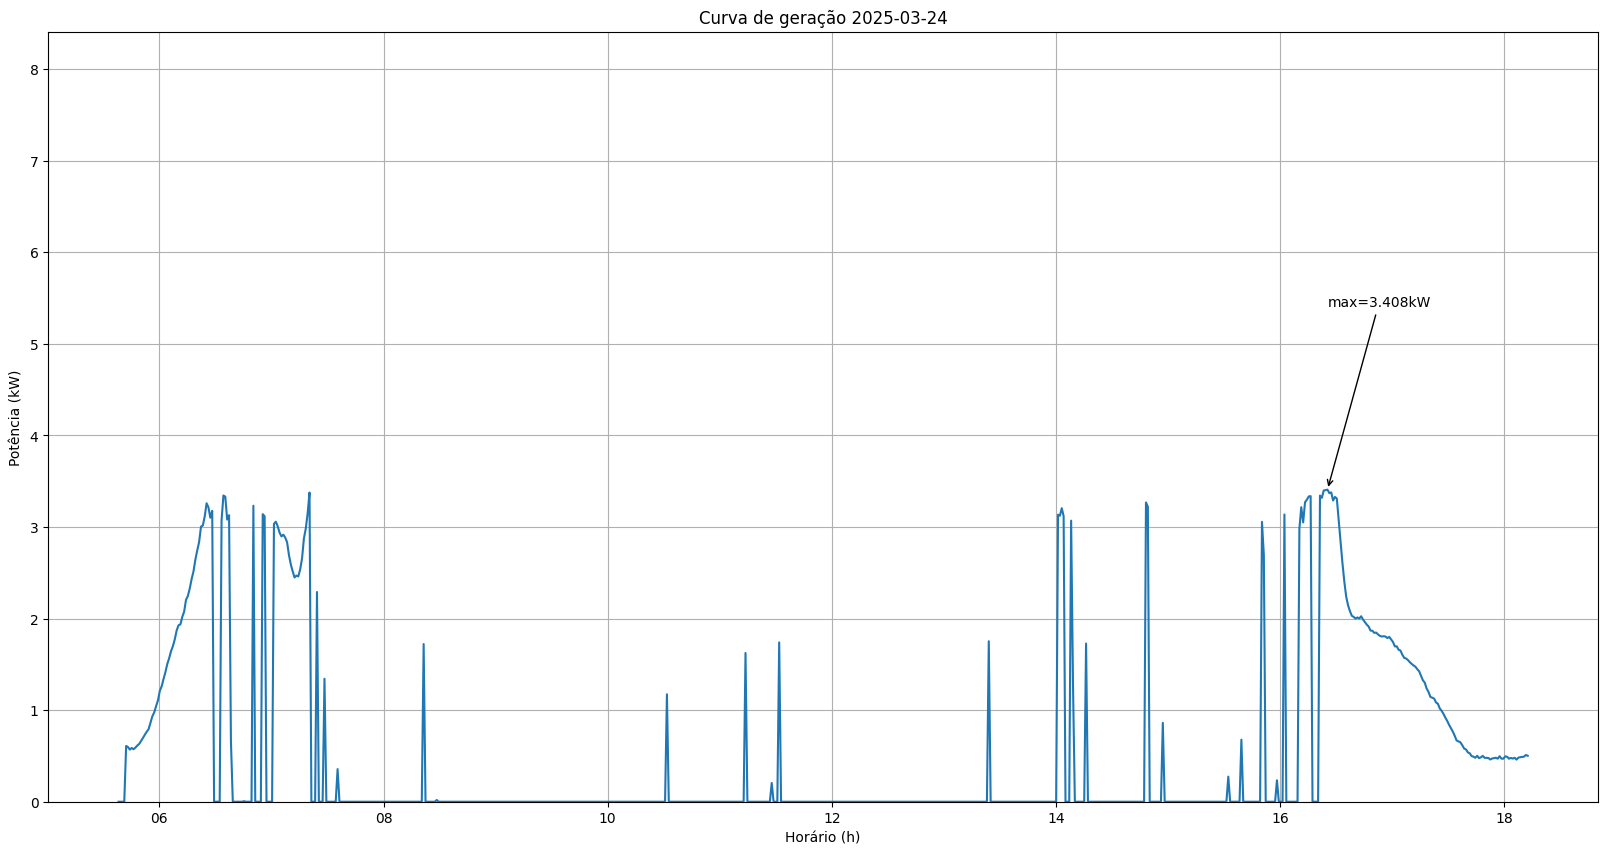 Curva de geração 2025-03-24
8
7
6
5
4
3
2
1
0
Potência (kW)
max=3.408kW
06 08 10 12 14 16 18
Horário (h)